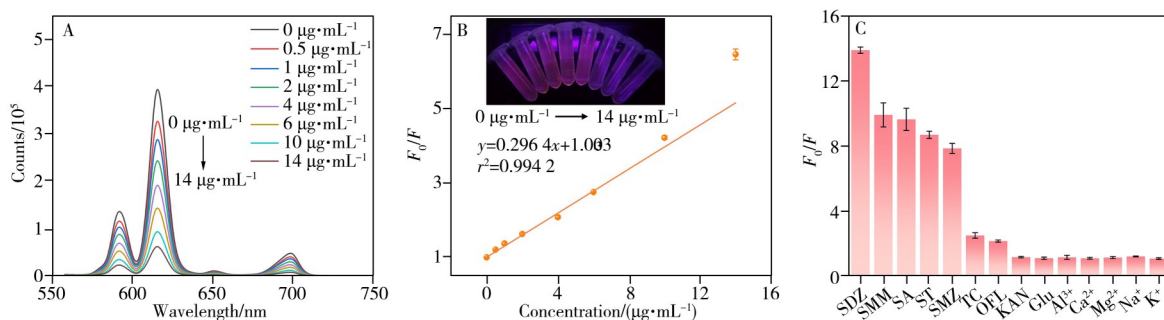 A
0 μg·mL⁻¹
0.5 μg·mL⁻¹
1 μg·mL⁻¹
2 μg·mL⁻¹
4 μg·mL⁻¹
6 μg·mL⁻¹
10 μg·mL⁻¹
14 μg·mL⁻¹
0 μg·mL⁻¹
14 μg·mL⁻¹
Counts/10⁵
5
4
3
2
1
0
550
600
650
700
750
Wavelength/nm
B
0 μg·mL⁻¹
14 μg·mL⁻¹
y=0.296 4x+1.003
r²=0.994 2
F₀/F
7
5
3
1
0
4
8
12
16
Concentration/(μg·mL⁻¹)
C
F₀/F
16
12
8
4
0
SDZ
SMM
SA
ST
SMZ
TC
OFL
KAN
Glu
Al³⁺
Ca²⁺
Mg²⁺
Na⁺
K⁺